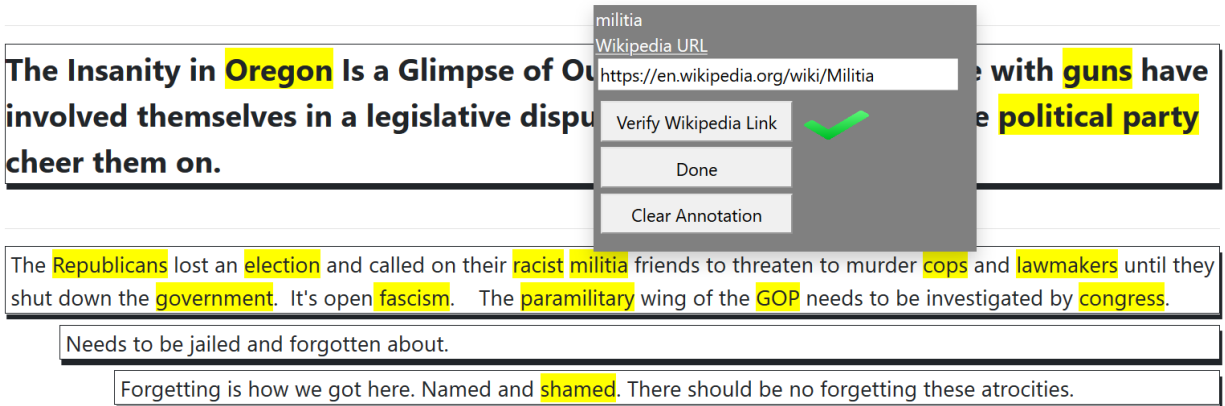 militia
Wikipedia URL
https://en.wikipedia.org/wiki/Militia
Verify Wikipedia Link
Done
Clear Annotation
The Insanity in Oregon Is a Glimpse of Ou with guns have
involved themselves in a legislative dispu political party
cheer them on.
The Republicans lost an election and called on their racist militia friends to threaten to murder cops and lawmakers until they
shut down the government. It's open fascism. The paramilitary wing of the GOP needs to be investigated by congress.
Needs to be jailed and forgotten about.
Forgetting is how we got here. Named and shamed. There should be no forgetting these atrocities.